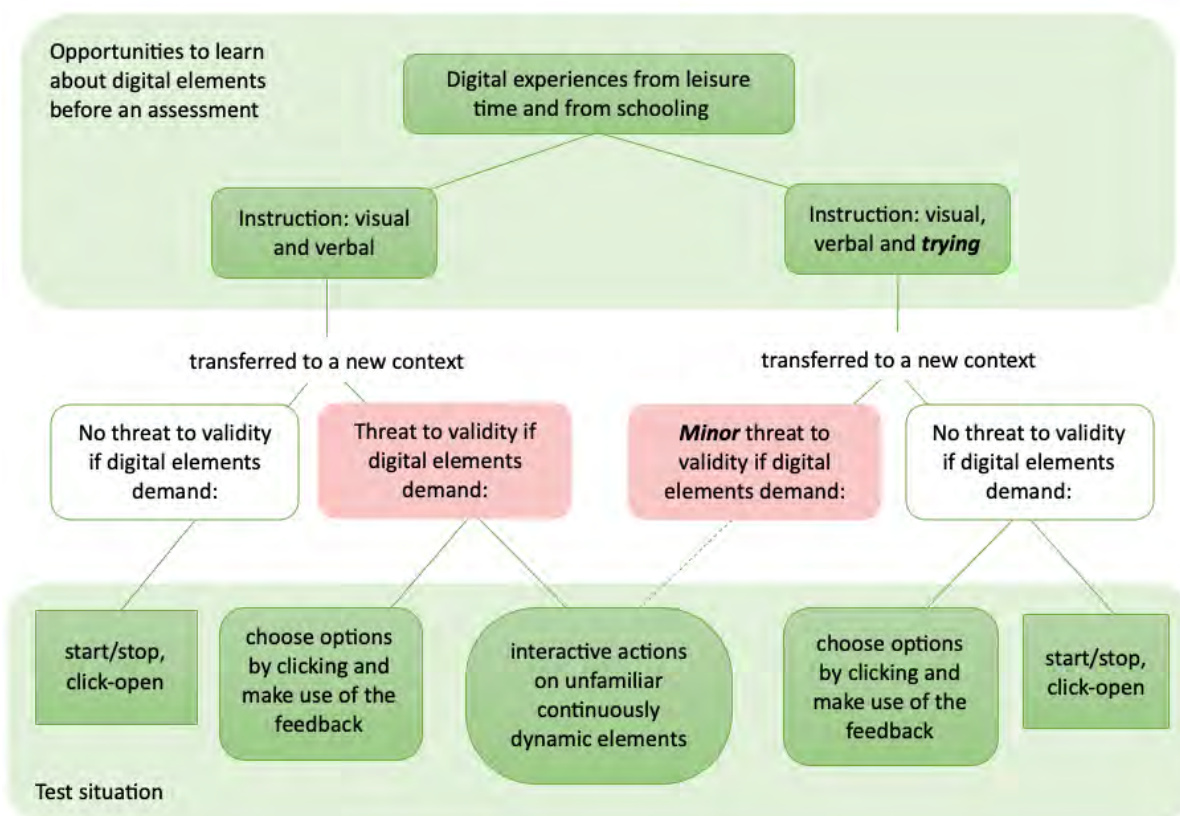 Opportunities to learn
about digital elements
before an assessment
Digital experiences from leisure
time and from schooling
Instruction: visual
and verbal
Instruction: visual,
verbal and trying
transferred to a new context
transferred to a new context
No threat to validity
if digital elements
demand:
Threat to validity if
digital elements
demand:
Minor threat to
validity if digital
elements demand:
No threat to validity
if digital elements
demand:
start/stop,
click-open
choose options
by clicking and
make use of the
feedback
interactive actions
on unfamiliar
continuously
dynamic elements
choose options
by clicking and
make use of the
feedback
start/stop,
click-open
Test situation